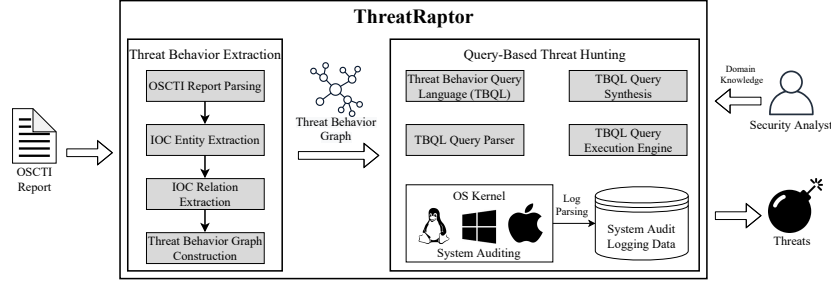 ThreatRaptor
Threat Behavior Extraction
OSCTI Report Parsing
IOC Entity Extraction
IOC Relation
Extraction
Threat Behavior Graph
Construction
OSCTI
Report
Threat Behavior
Graph
Query-Based Threat Hunting
Threat Behavior Query
Language (TBQL)
TBQL Query
Synthesis
TBQL Query Parser
TBQL Query
Execution Engine
OS Kernel
System Auditing
Log
Parsing
System Audit
Logging Data
Domain
Knowledge
Security Analyst
Threats